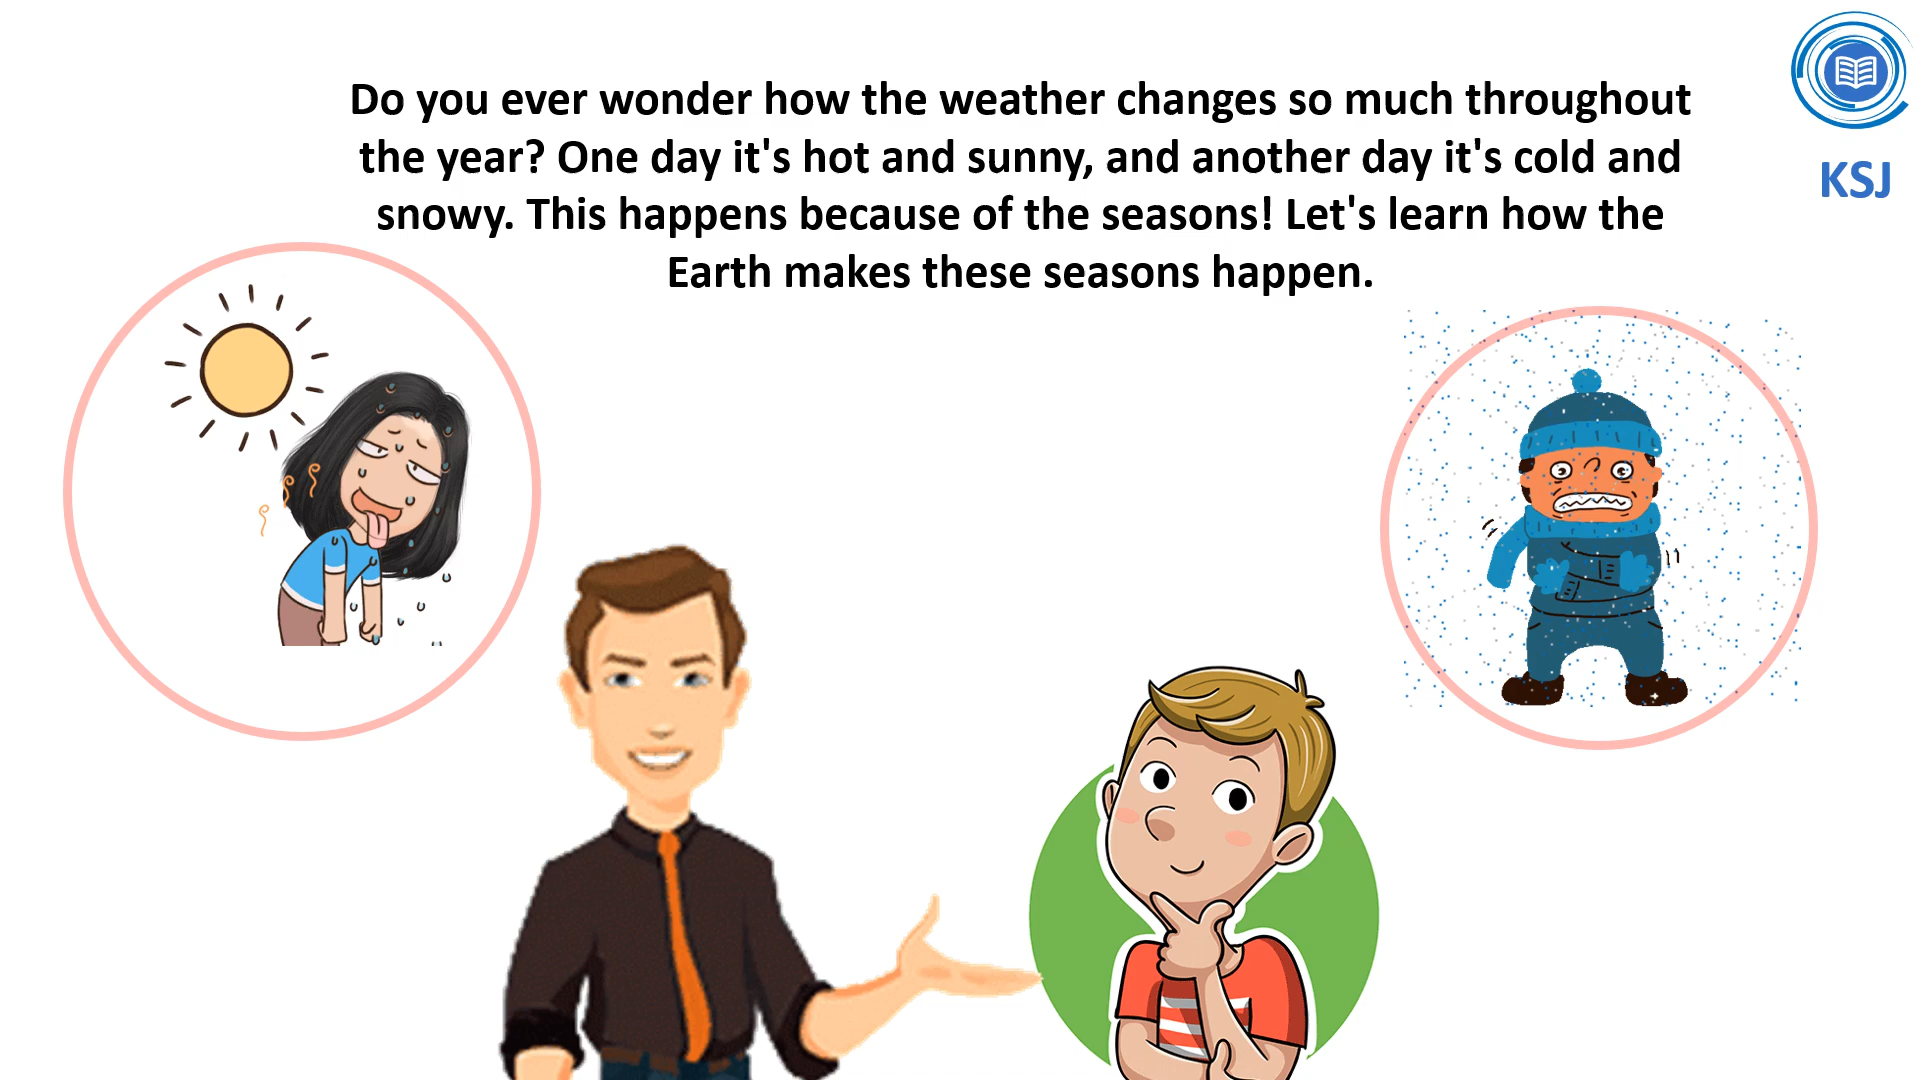 Do you ever wonder how the weather changes so much throughout
the year? One day it's hot and sunny, and another day it's cold and
snowy. This happens because of the seasons! Let's learn how the
Earth makes these seasons happen.
KSJ